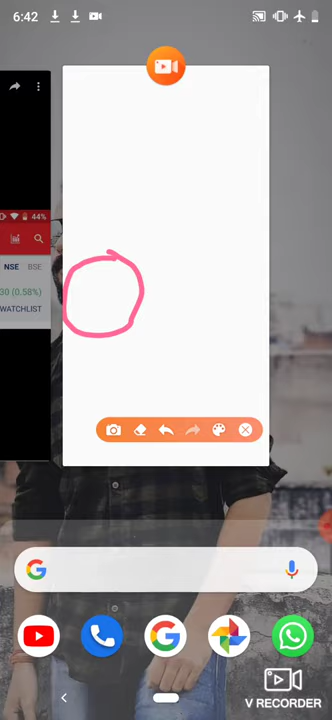 6:42
44%
NSE BSE
30 (0.58%)
WATCHLIST
V RECORDER